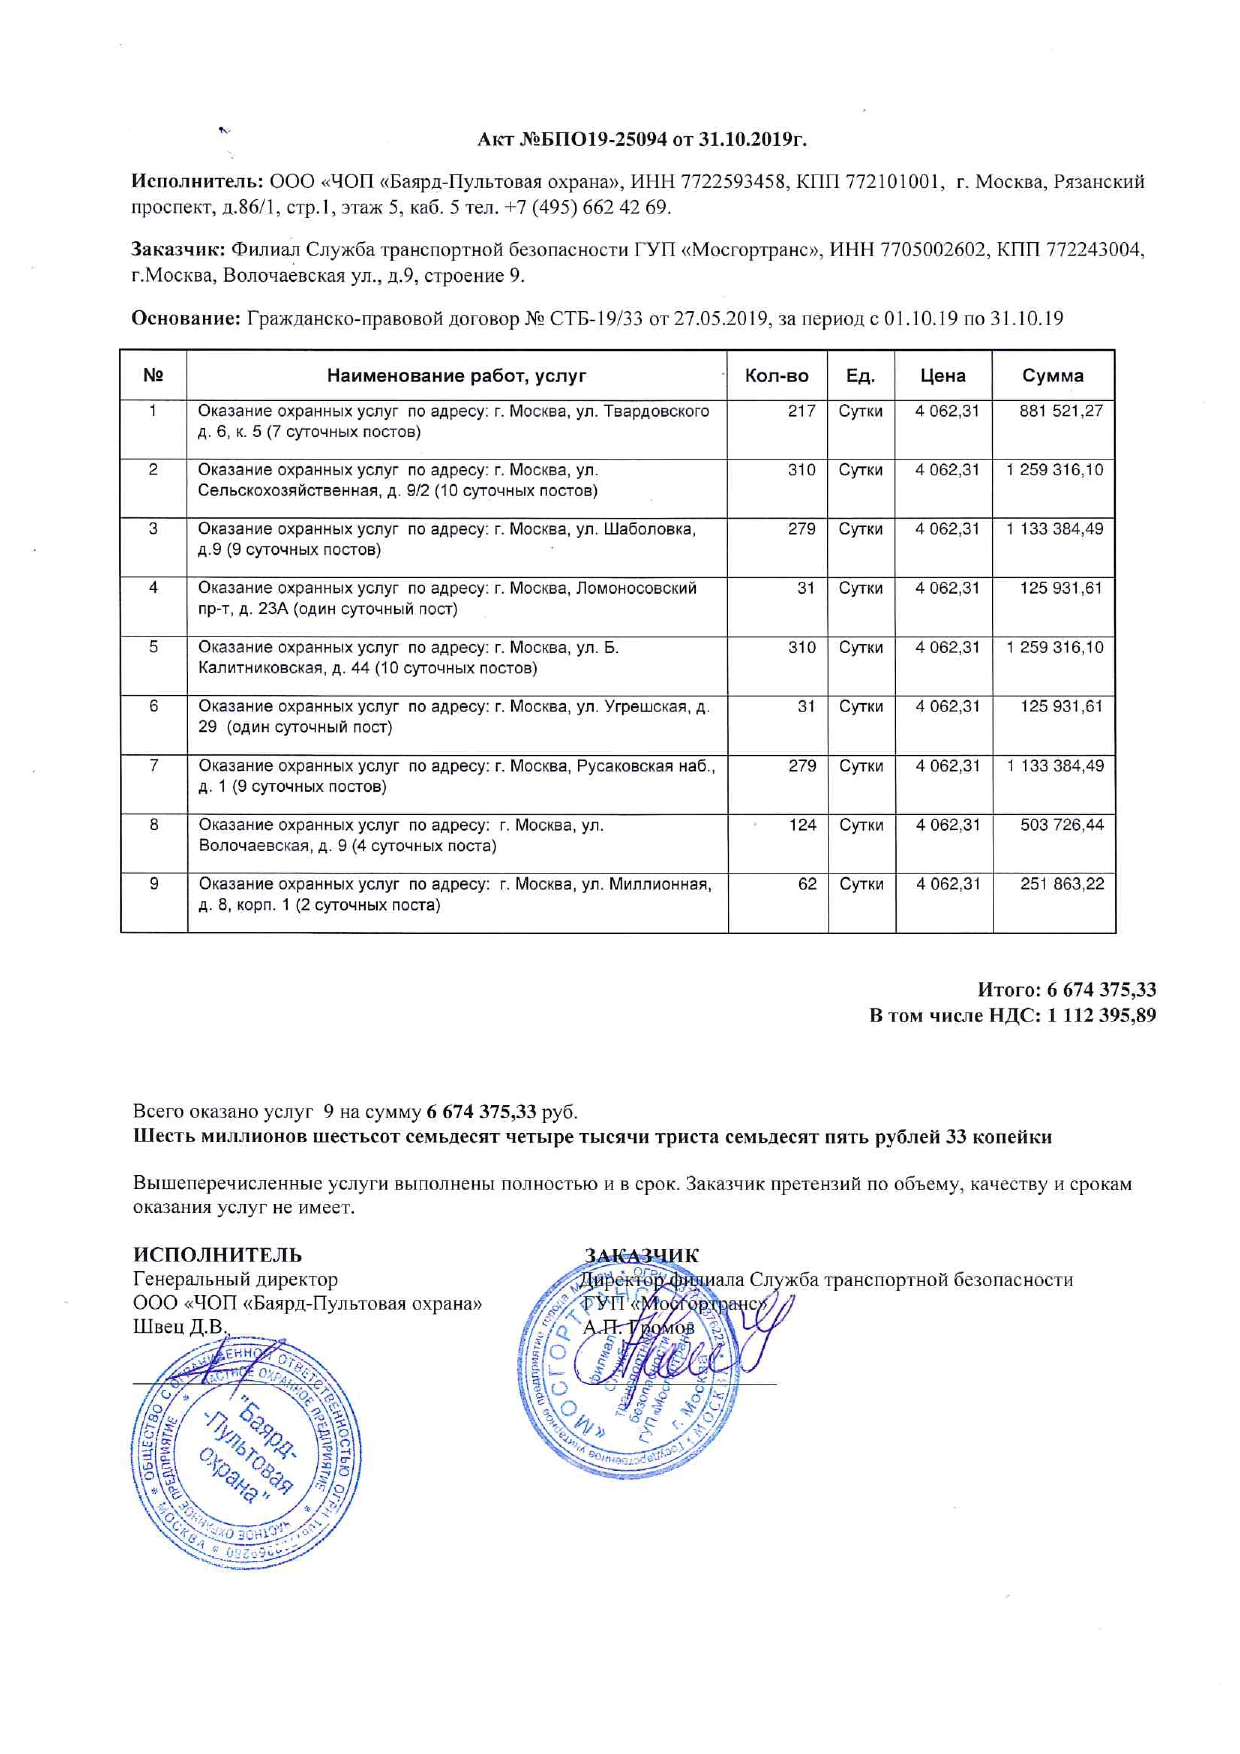 Акт №БПО19-25094 от 31.10.2019г.
Исполнитель: ООО «ЧОП «Баярд-Пультовая охрана», ИНН 7722593458, КПП 772101001, г. Москва, Рязанский
проспект, д.86/1, стр.1, этаж 5, каб. 5 тел. +7 (495) 662 42 69.
Заказчик: Филиал Служба транспортной безопасности ГУП «Мосгортранс», ИНН 7705002602, КПП 772243004,
г.Москва, Волочаевская ул., д.9, строение 9.
Основание: Гражданско-правовой договор № СТБ-19/33 от 27.05.2019, за период с 01.10.19 по 31.10.19
№ Наименование работ, услуг Кол-во Ед. Цена Сумма
1 Оказание охранных услуг по адресу: г. Москва, ул. Твардовского 217 Сутки 4 062,31 881 521,27
д. 6, к. 5 (7 суточных постов)
2 Оказание охранных услуг по адресу: г. Москва, ул. 310 Сутки 4 062,31 1 259 316,10
Сельскохозяйственная, д. 9/2 (10 суточных постов)
3 Оказание охранных услуг по адресу: г. Москва, ул. Шаболовка, 279 Сутки 4 062,31 1 133 384,49
д.9 (9 суточных постов)
4 Оказание охранных услуг по адресу: г. Москва, Ломоносовский 31 Сутки 4 062,31 125 931,61
пр-т, д. 23А (один суточный пост)
5 Оказание охранных услуг по адресу: г. Москва, ул. Б. 310 Сутки 4 062,31 1 259 316,10
Калитниковская, д. 44 (10 суточных постов)
6 Оказание охранных услуг по адресу: г. Москва, ул. Угрешская, д. 31 Сутки 4 062,31 125 931,61
29 (один суточный пост)
7 Оказание охранных услуг по адресу: г. Москва, Русаковская наб., 279 Сутки 4 062,31 1 133 384,49
д. 1 (9 суточных постов)
8 Оказание охранных услуг по адресу: г. Москва, ул. 124 Сутки 4 062,31 503 726,44
Волочаевская, д. 9 (4 суточных поста)
9 Оказание охранных услуг по адресу: г. Москва, ул. Миллионная, 62 Сутки 4 062,31 251 863,22
д. 8, корп. 1 (2 суточных поста)
Итого: 6 674 375,33
В том числе НДС: 1 112 395,89
Всего оказано услуг 9 на сумму 6 674 375,33 руб.
Шесть миллионов шестьсот семьдесят четыре тысячи триста семьдесят пять рублей 33 копейки
Вышеперечисленные услуги выполнены полностью и в срок. Заказчик претензий по объему, качеству и срокам
оказания услуг не имеет.
ИСПОЛНИТЕЛЬ ЗАКАЗЧИК
Генеральный директор Директор филиала Служба транспортной безопасности
ООО «ЧОП «Баярд-Пультовая охрана» ГУП «Мосгортранс»
Швец Д.В. А.П. Громов
ОБЩЕСТВО С ОГРАНИЧЕННОЙ ОТВЕТСТВЕННОСТЬЮ ОГРН
МОСКВА
ЧАСТНОЕ ОХРАННОЕ ПРЕДПРИЯТИЕ
ЧАСТНОЕ ОХРАННОЕ ПРЕДПРИЯТИЕ
"Баярд-
-Пультовая
охрана"
Государственное унитарное предприятие города Москвы
«МОСГОРТРАНС»
филиал
Служба
транспортной
безопасности
ГУП «Мосгортранс»
г. Москва
МОСКВА